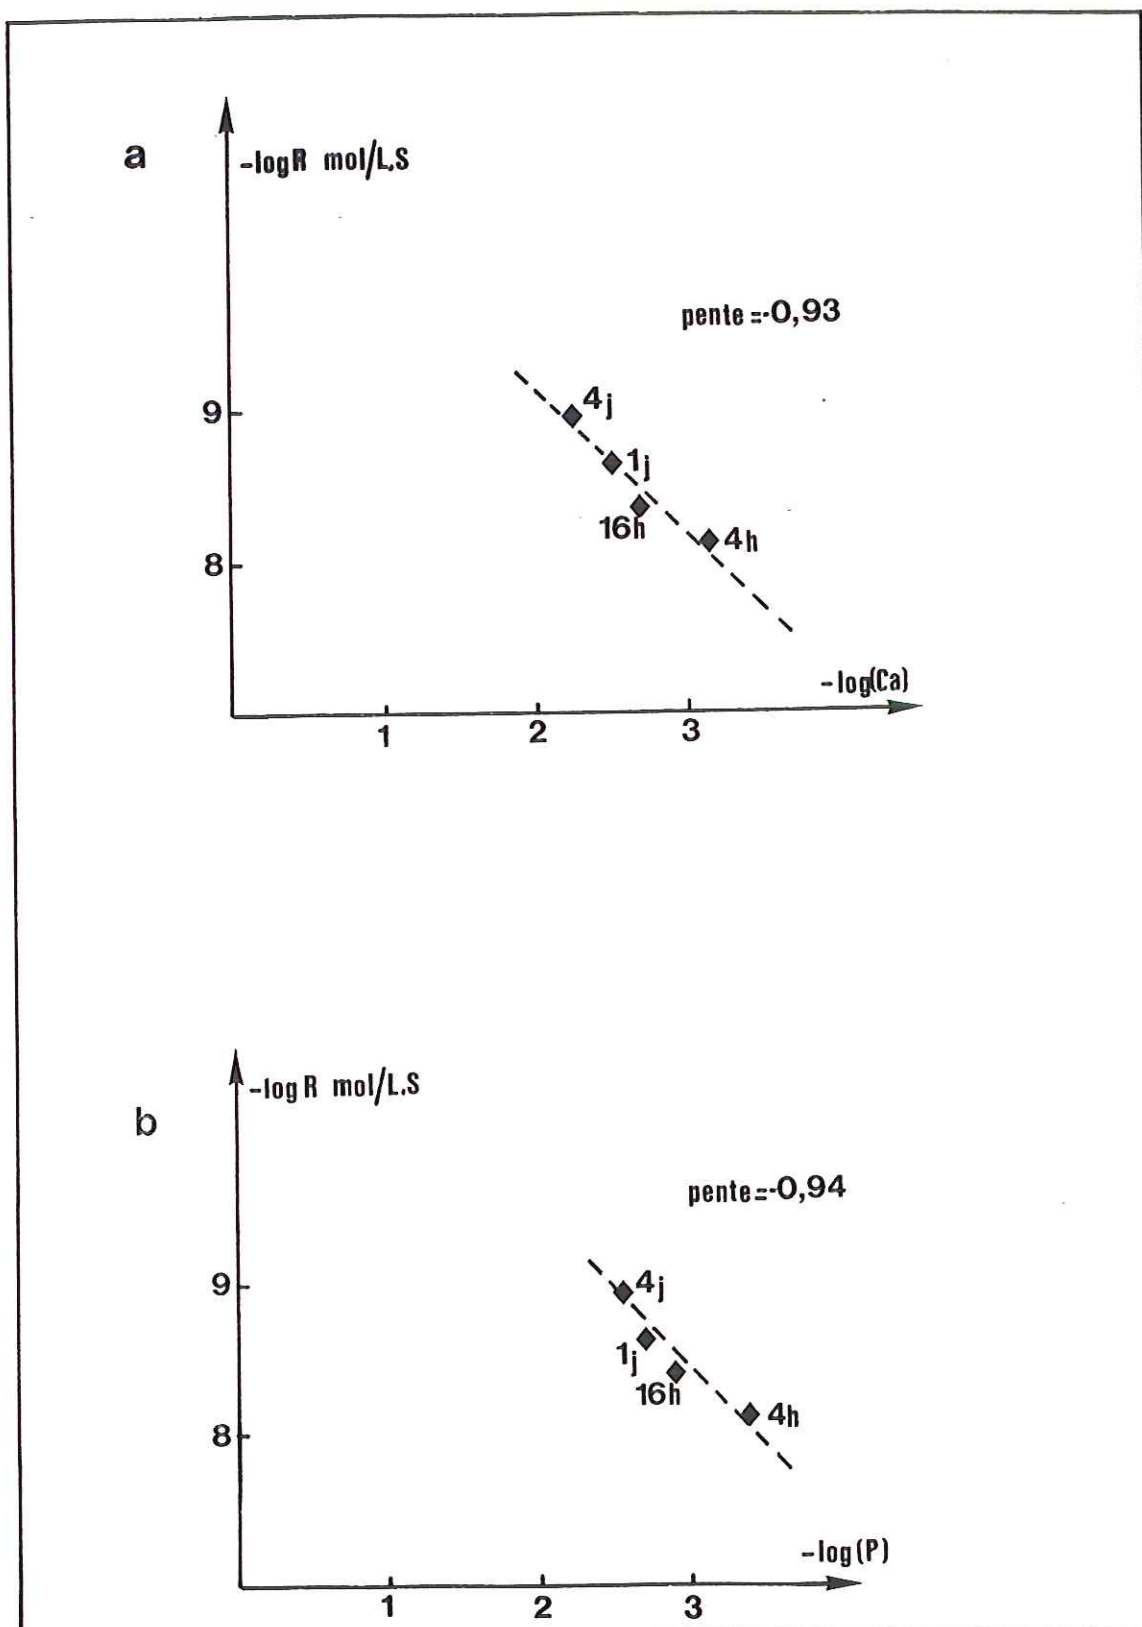 a
-log R mol/L.S
pente =-0,93
9
4j
1j
16h
4h
8
-log(Ca)
1 2 3
b
-log R mol/L.S
pente =-0,94
9
4j
1j
16h
4h
8
-log (P)
1 2 3